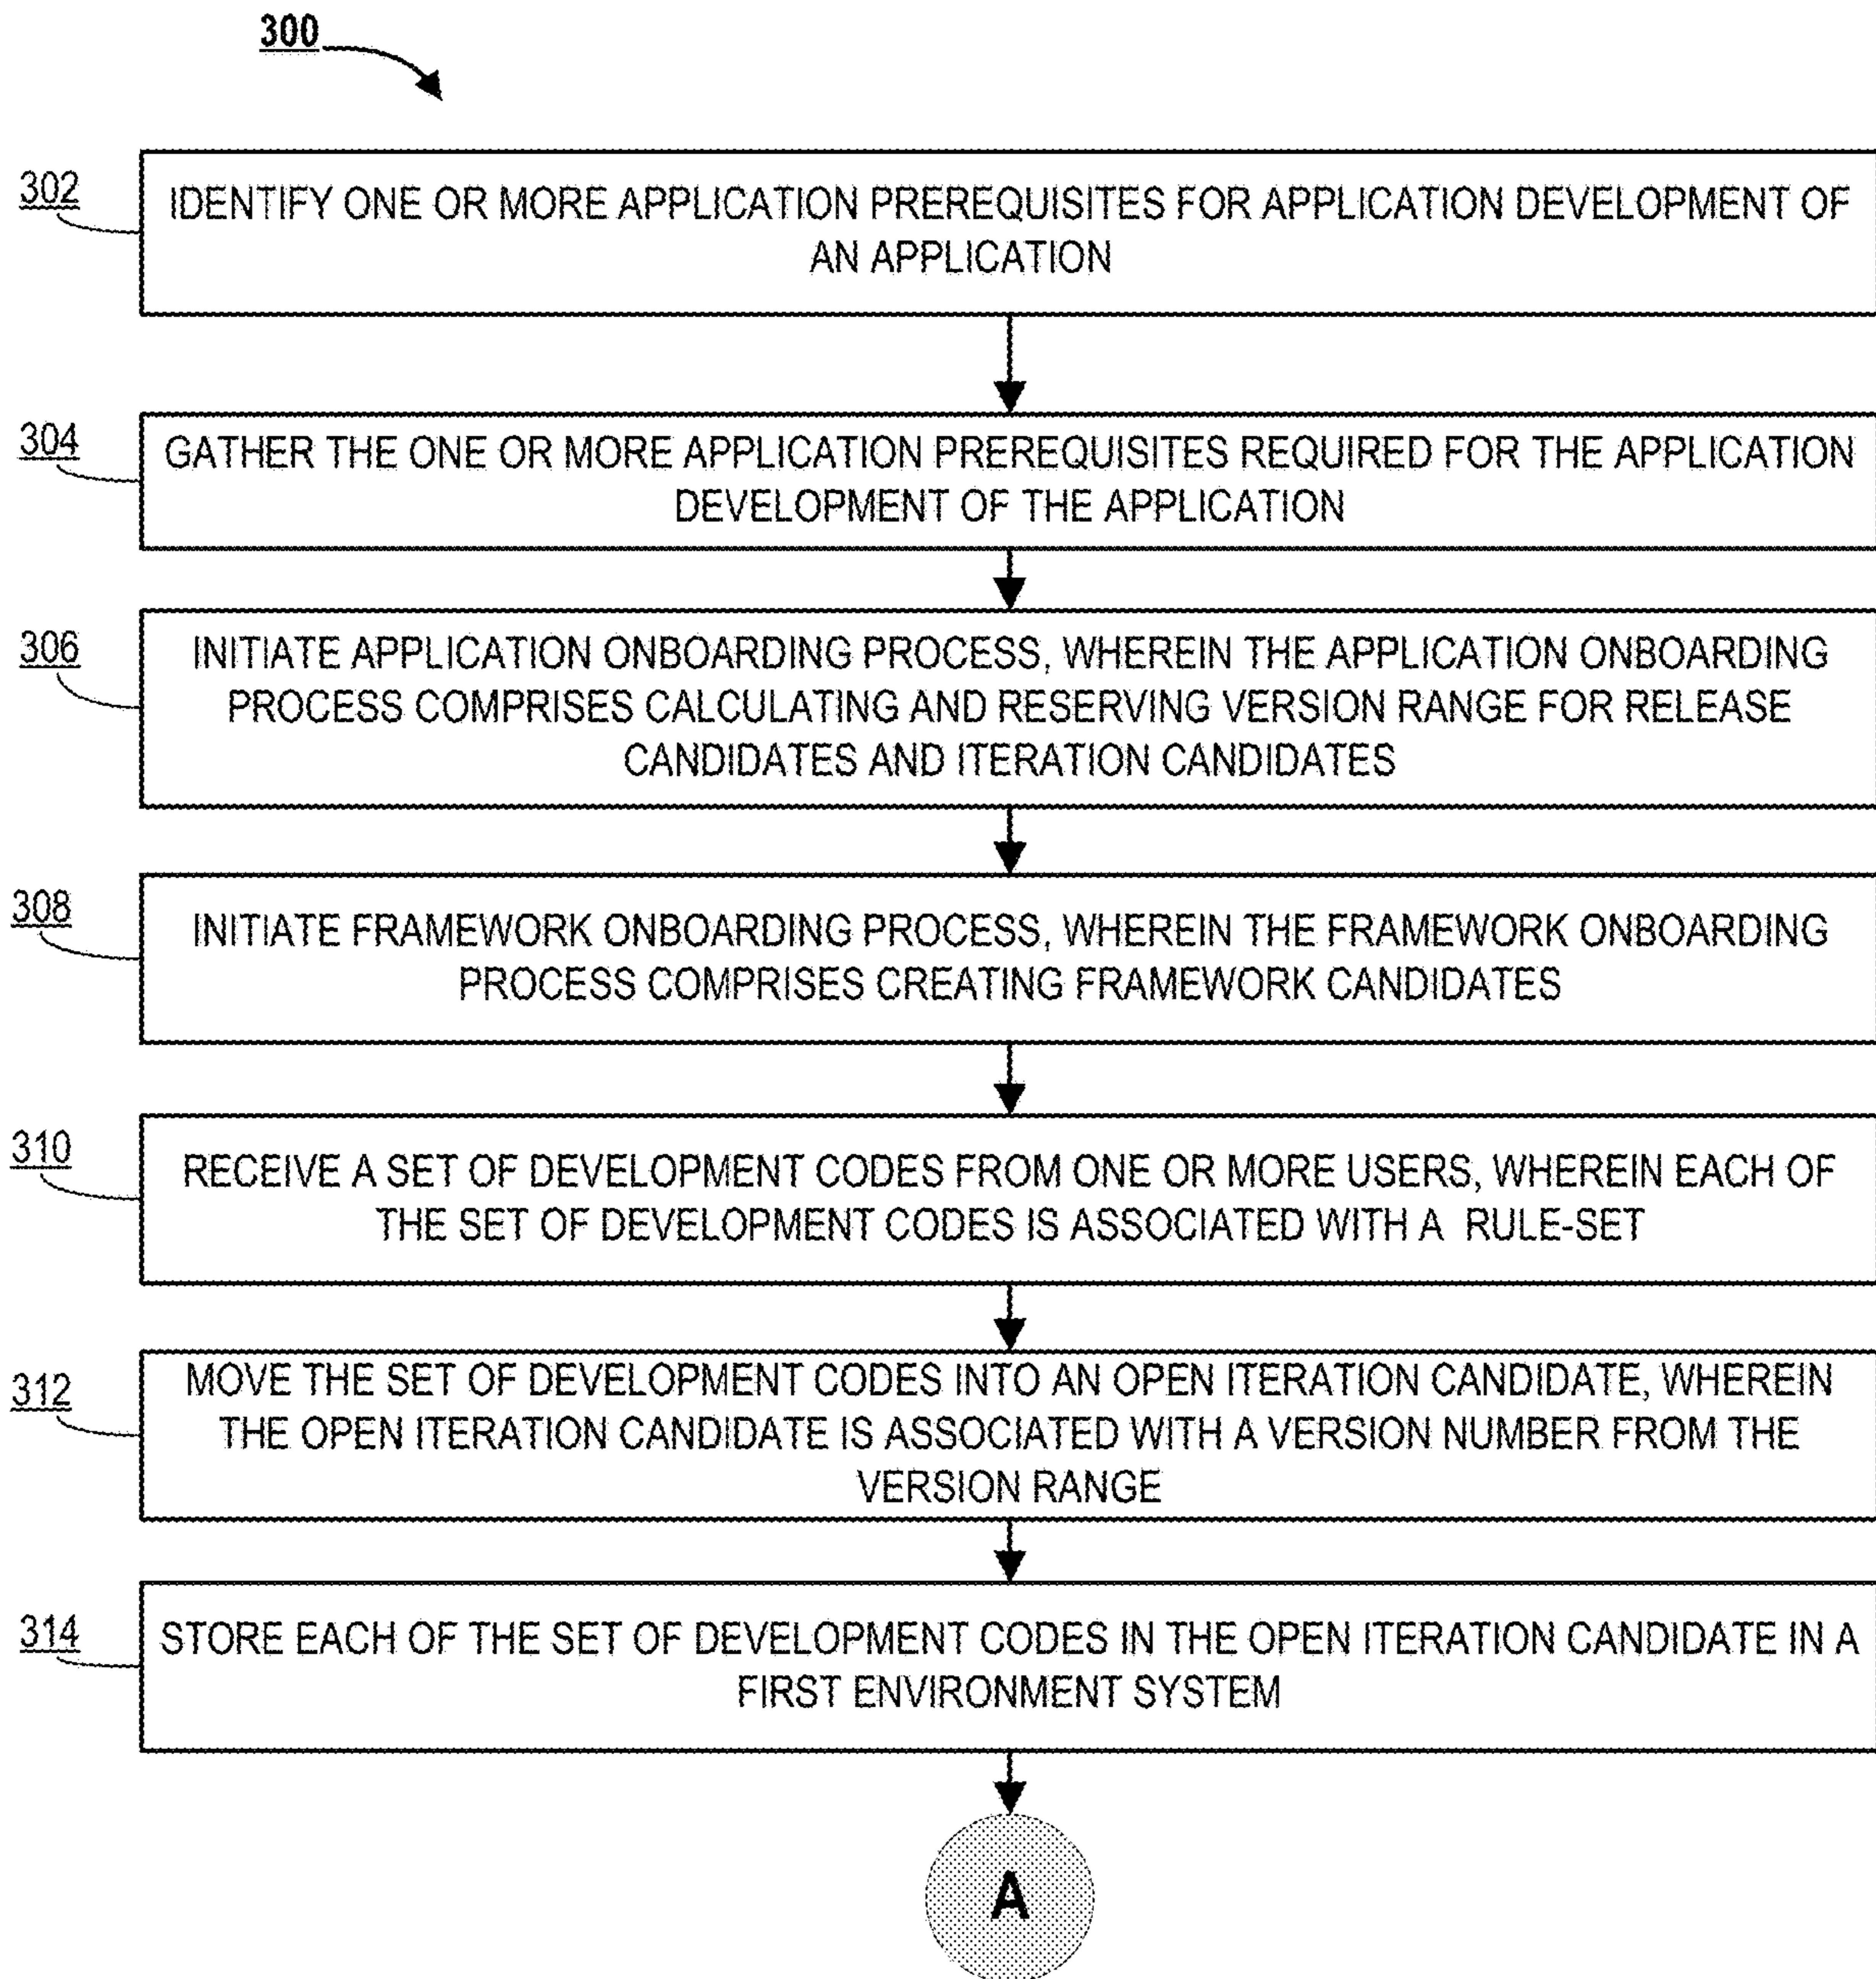 300
302
IDENTIFY ONE OR MORE APPLICATION PREREQUISITES FOR APPLICATION DEVELOPMENT OF
AN APPLICATION
304
GATHER THE ONE OR MORE APPLICATION PREREQUISITES REQUIRED FOR THE APPLICATION
DEVELOPMENT OF THE APPLICATION
306
INITIATE APPLICATION ONBOARDING PROCESS, WHEREIN THE APPLICATION ONBOARDING
PROCESS COMPRISES CALCULATING AND RESERVING VERSION RANGE FOR RELEASE
CANDIDATES AND ITERATION CANDIDATES
308
INITIATE FRAMEWORK ONBOARDING PROCESS, WHEREIN THE FRAMEWORK ONBOARDING
PROCESS COMPRISES CREATING FRAMEWORK CANDIDATES
310
RECEIVE A SET OF DEVELOPMENT CODES FROM ONE OR MORE USERS, WHEREIN EACH OF
THE SET OF DEVELOPMENT CODES IS ASSOCIATED WITH A RULE-SET
312
MOVE THE SET OF DEVELOPMENT CODES INTO AN OPEN ITERATION CANDIDATE, WHEREIN
THE OPEN ITERATION CANDIDATE IS ASSOCIATED WITH A VERSION NUMBER FROM THE
VERSION RANGE
314
STORE EACH OF THE SET OF DEVELOPMENT CODES IN THE OPEN ITERATION CANDIDATE IN A
FIRST ENVIRONMENT SYSTEM
A